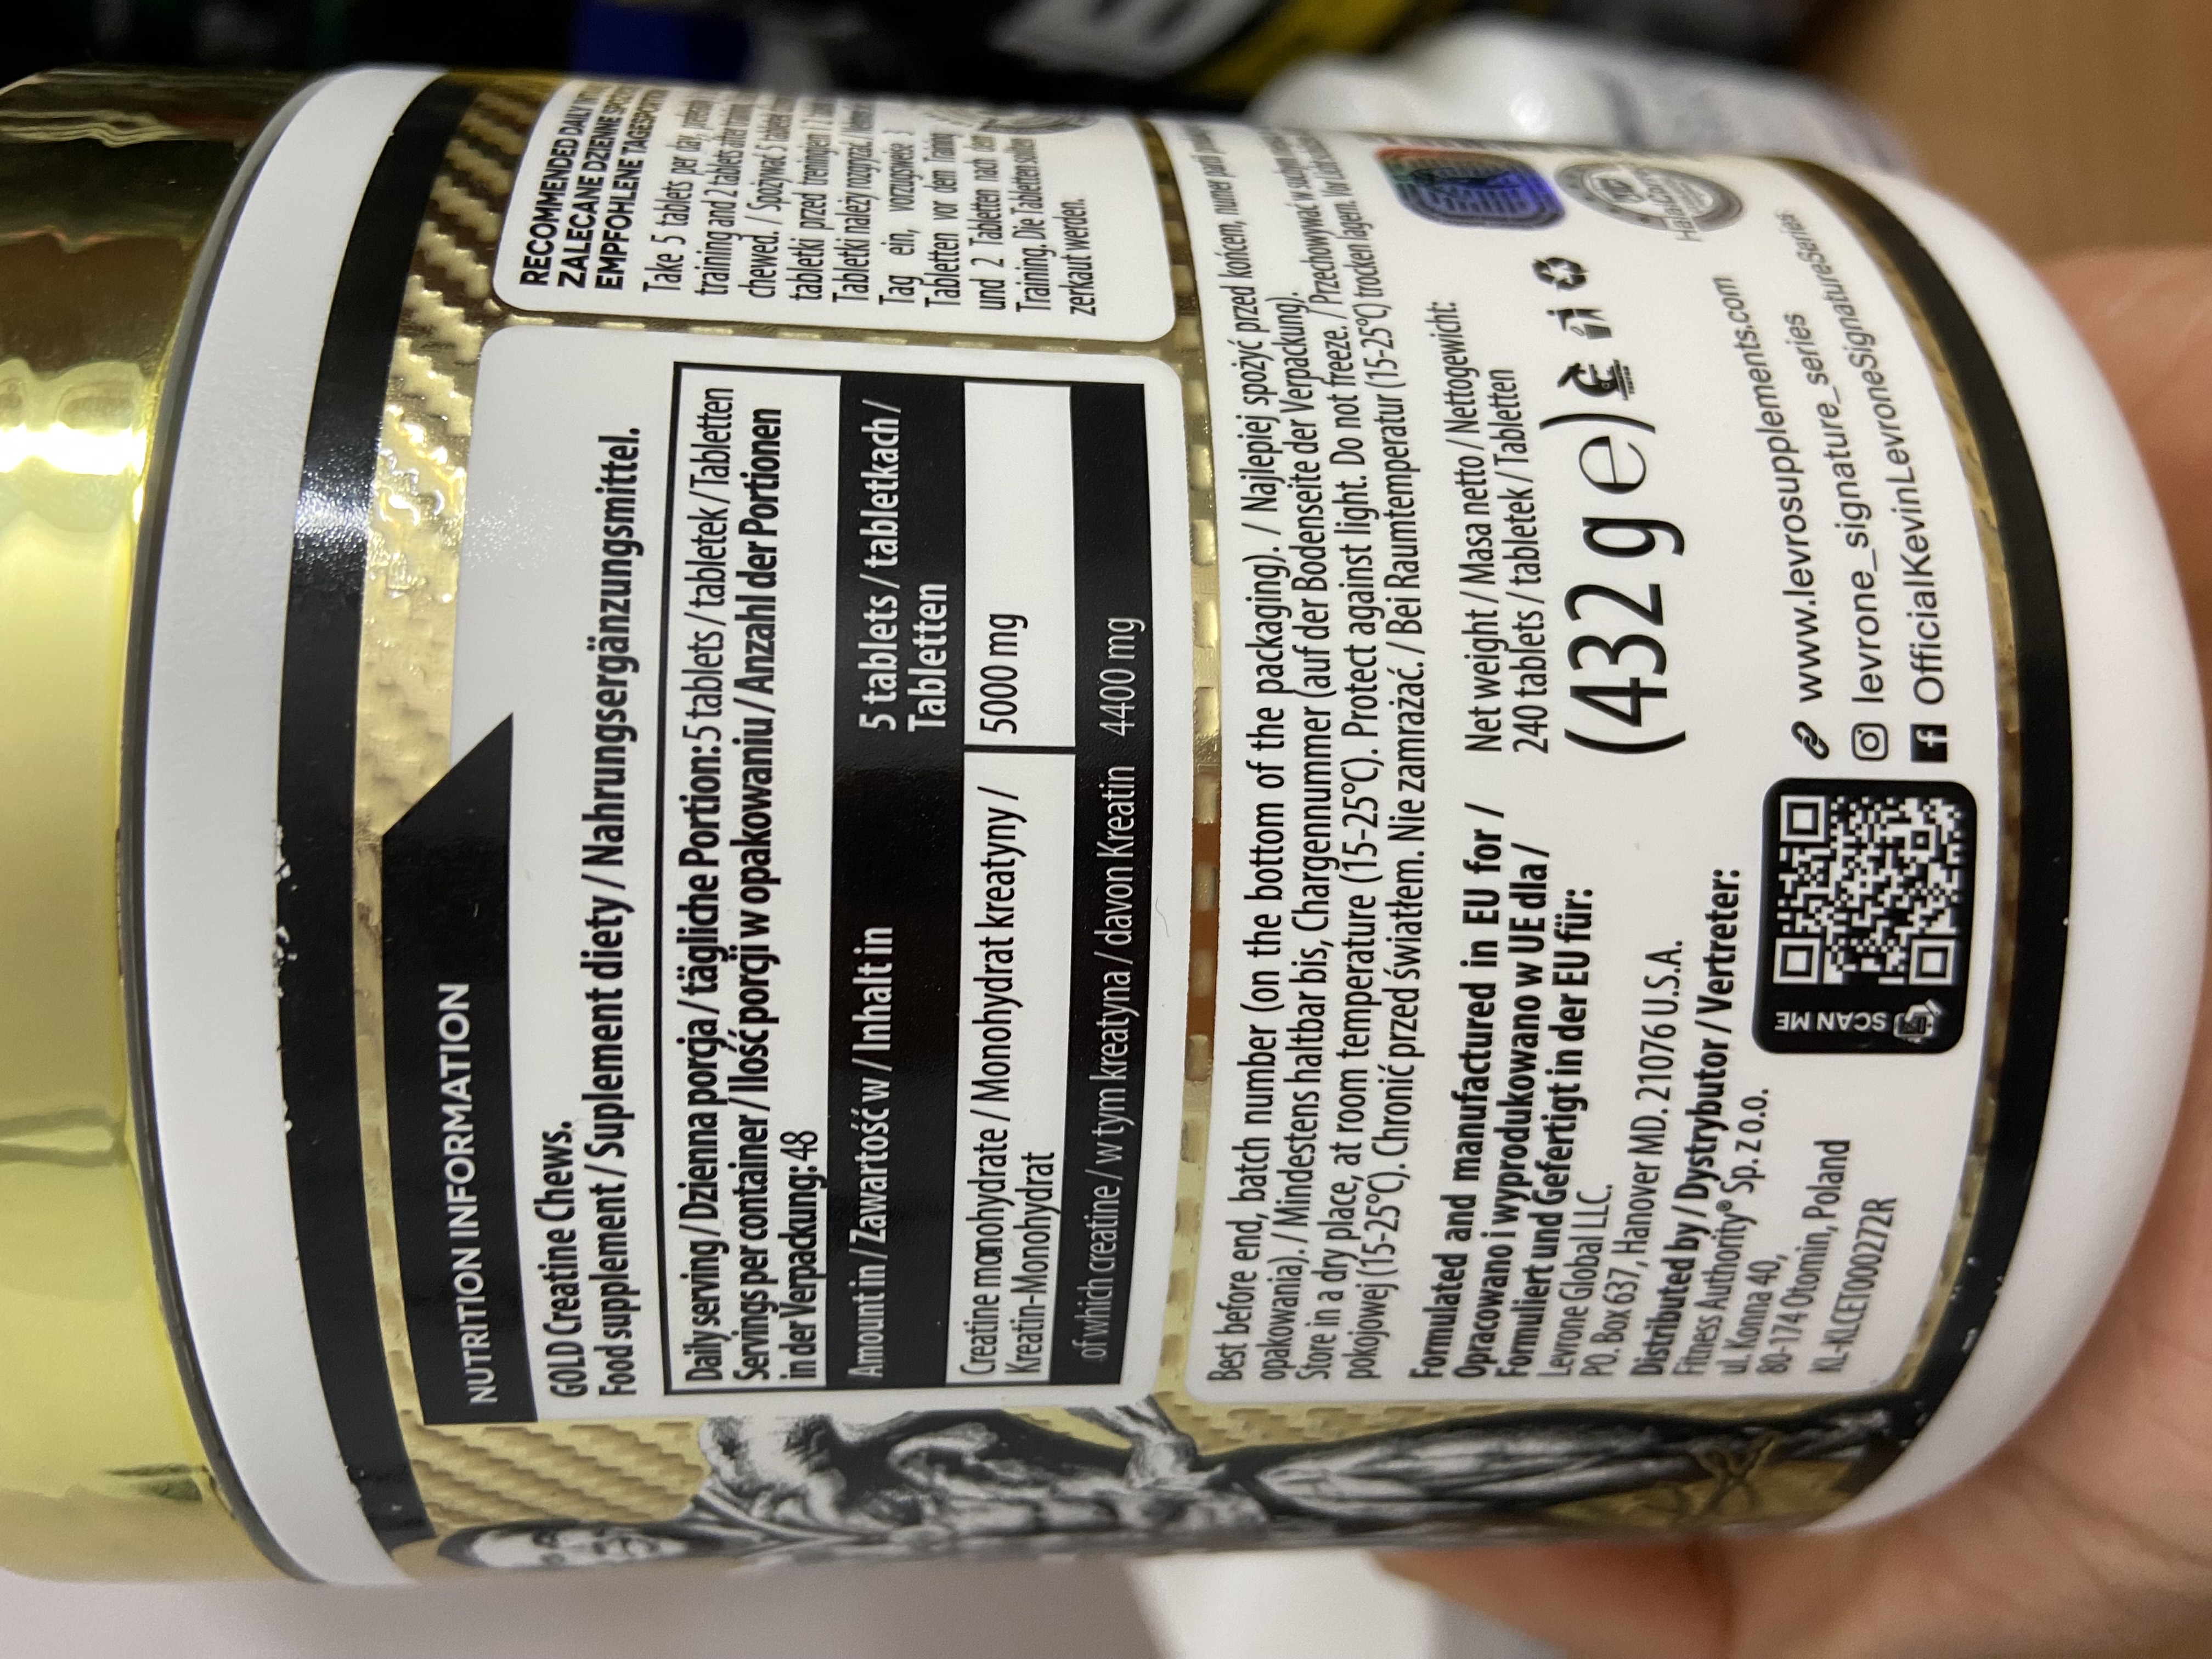 NUTRITION INFORMATION
GOLD Creatine Chews.
Food supplement / Suplement diety / Nahrungsergänzungsmittel.
Daily serving / Dzienna porcja / tägliche Portion: 5 tablets / tabletek / Tabletten
Servings per container / Ilość porcji w opakowaniu / Anzahl der Portionen
in der Verpackung: 48
Amount in / Zawartość w / Inhalt in
5 tablets / tabletkach /
Tabletten
Creatine monohydrate / Monohydrat kreatyny /
Kreatin-Monohydrat
5000 mg
of which creatine / w tym kreatyna / davon Kreatin 4400 mg
RECOMMENDED DAILY
ZALECANE DZIENNE
EMPFOHLENE
Take 5 tablets per day,
training and 2 tablets after
chewed. / Spożywać 5
tabletki przed treningiem
Tabletki należy rozgryźć. /
Tag ein, vorzugsweise 3
Tabletten vor dem Training
und 2 Tabletten nach dem
Training. Die Tabletten sollen
zerkaut werden.
Best before end, batch number (on the bottom of the packaging). / Najlepiej spożyć przed końcem, numer partii
opakowania). / Mindestens haltbar bis, Chargennummer (auf der Bodenseite der Verpackung).
Store in a dry place, at room temperature (15-25°C). Protect against light. Do not freeze. / Przechowywać w suchym
pokojowej (15-25°C). Chronić przed światłem. Nie zamrażać. / Bei Raumtemperatur (15-25°C) trocken lagern. Vor
Formulated and manufactured in EU for /
Opracowano i wyprodukowano w UE dla /
Formuliert und Gefertigt in der EU für:
Levrone Global LLC.
PO. Box 637, Hanover MD. 21076 U.S.A.
Distributed by / Dystrybutor / Vertreter:
Fitness Authority® Sp. z o.o.
ul. Konna 40,
80-174 Otomin, Poland
KL-KLCET000272R
Net weight / Masa netto / Nettogewicht:
240 tablets / tabletek / Tabletten
(432 g ℮)
SCAN ME
www.levrosupplements.com
levrone_signature_series
OfficialKevinLevroneSignatureSeries